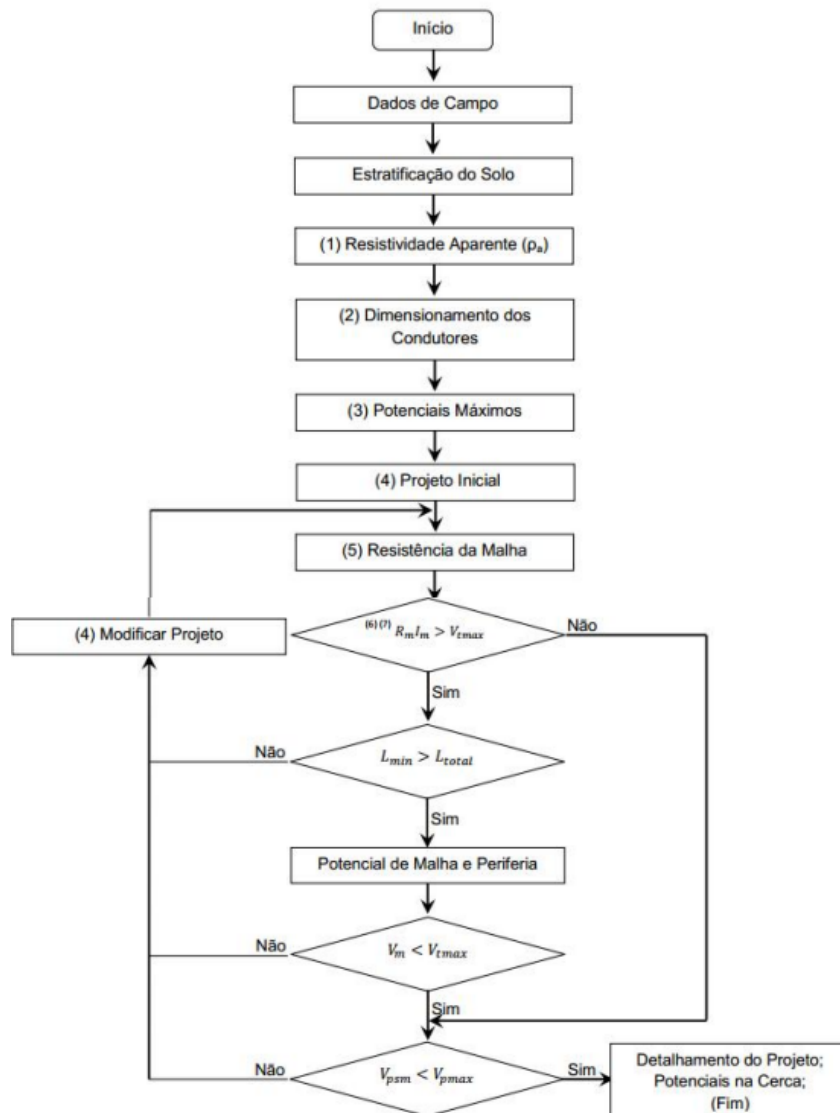 Início
Dados de Campo
Estratificação do Solo
(1) Resistividade Aparente (ρₐ)
(2) Dimensionamento dos
Condutores
(3) Potenciais Máximos
(4) Projeto Inicial
(5) Resistência da Malha
(4) Modificar Projeto
(6) (7) RₘIₘ > Vₜₘₐₓ
Não
Sim
Não
Lₘᵢₙ > Lₜₒₜₐₗ
Sim
Potencial de Malha e Periferia
Não
Vₘ < Vₜₘₐₓ
Sim
Não
Vₚₛₘ < Vₚₘₐₓ
Sim
Detalhamento do Projeto;
Potenciais na Cerca;
(Fim)